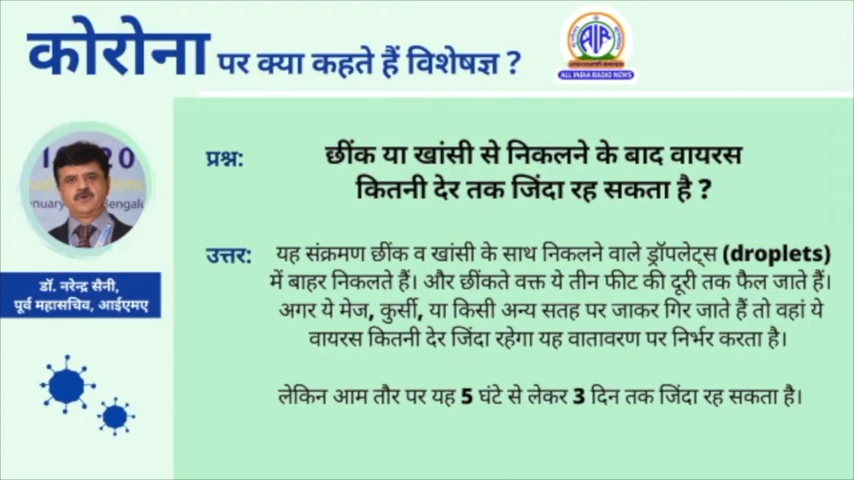 कोरोना पर क्या कहते हैं विशेषज्ञ ?
AIR
ALL INDIA RADIO NEWS
प्रश्न:
छींक या खांसी से निकलने के बाद वायरस
कितनी देर तक जिंदा रह सकता है ?
उत्तर:
यह संक्रमण छींक व खांसी के साथ निकलने वाले ड्रॉपलेट्स (droplets)
में बाहर निकलते हैं। और छींकते वक्त ये तीन फीट की दूरी तक फैल जाते हैं।
अगर ये मेज, कुर्सी, या किसी अन्य सतह पर जाकर गिर जाते हैं तो वहां ये
वायरस कितनी देर जिंदा रहेगा यह वातावरण पर निर्भर करता है।
लेकिन आम तौर पर यह 5 घंटे से लेकर 3 दिन तक जिंदा रह सकता है।
डॉ. नरेन्द्र सैनी,
पूर्व महासचिव, आईएमए